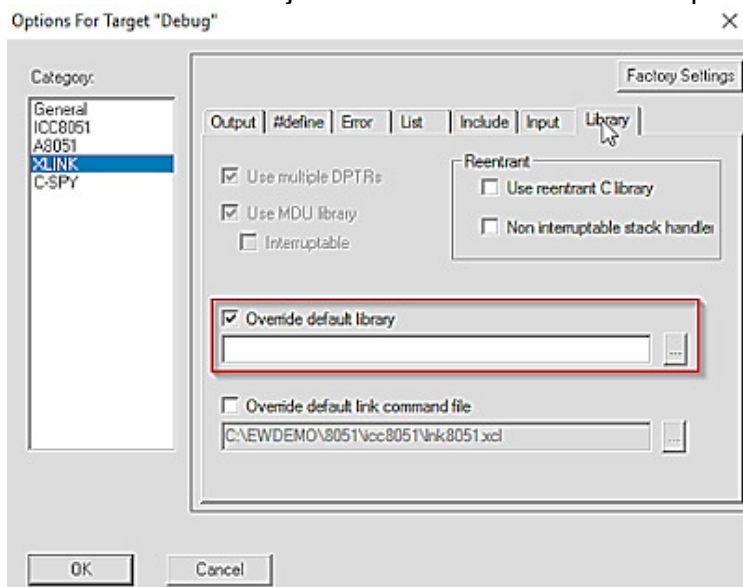 Options For Target "Debug"
Category:
Factory Settings
General
ICC8051
A8051
XLINK
C-SPY
Output #define Error List Include Input Library
Use multiple DPTRs
Use MDU library
Interruptable
Reentrant
Use reentrant C library
Non interruptable stack handler
Override default library
...
Override default link command file
C:\EWDEMO\8051\icc8051\lnk8051.xcl
...
OK Cancel